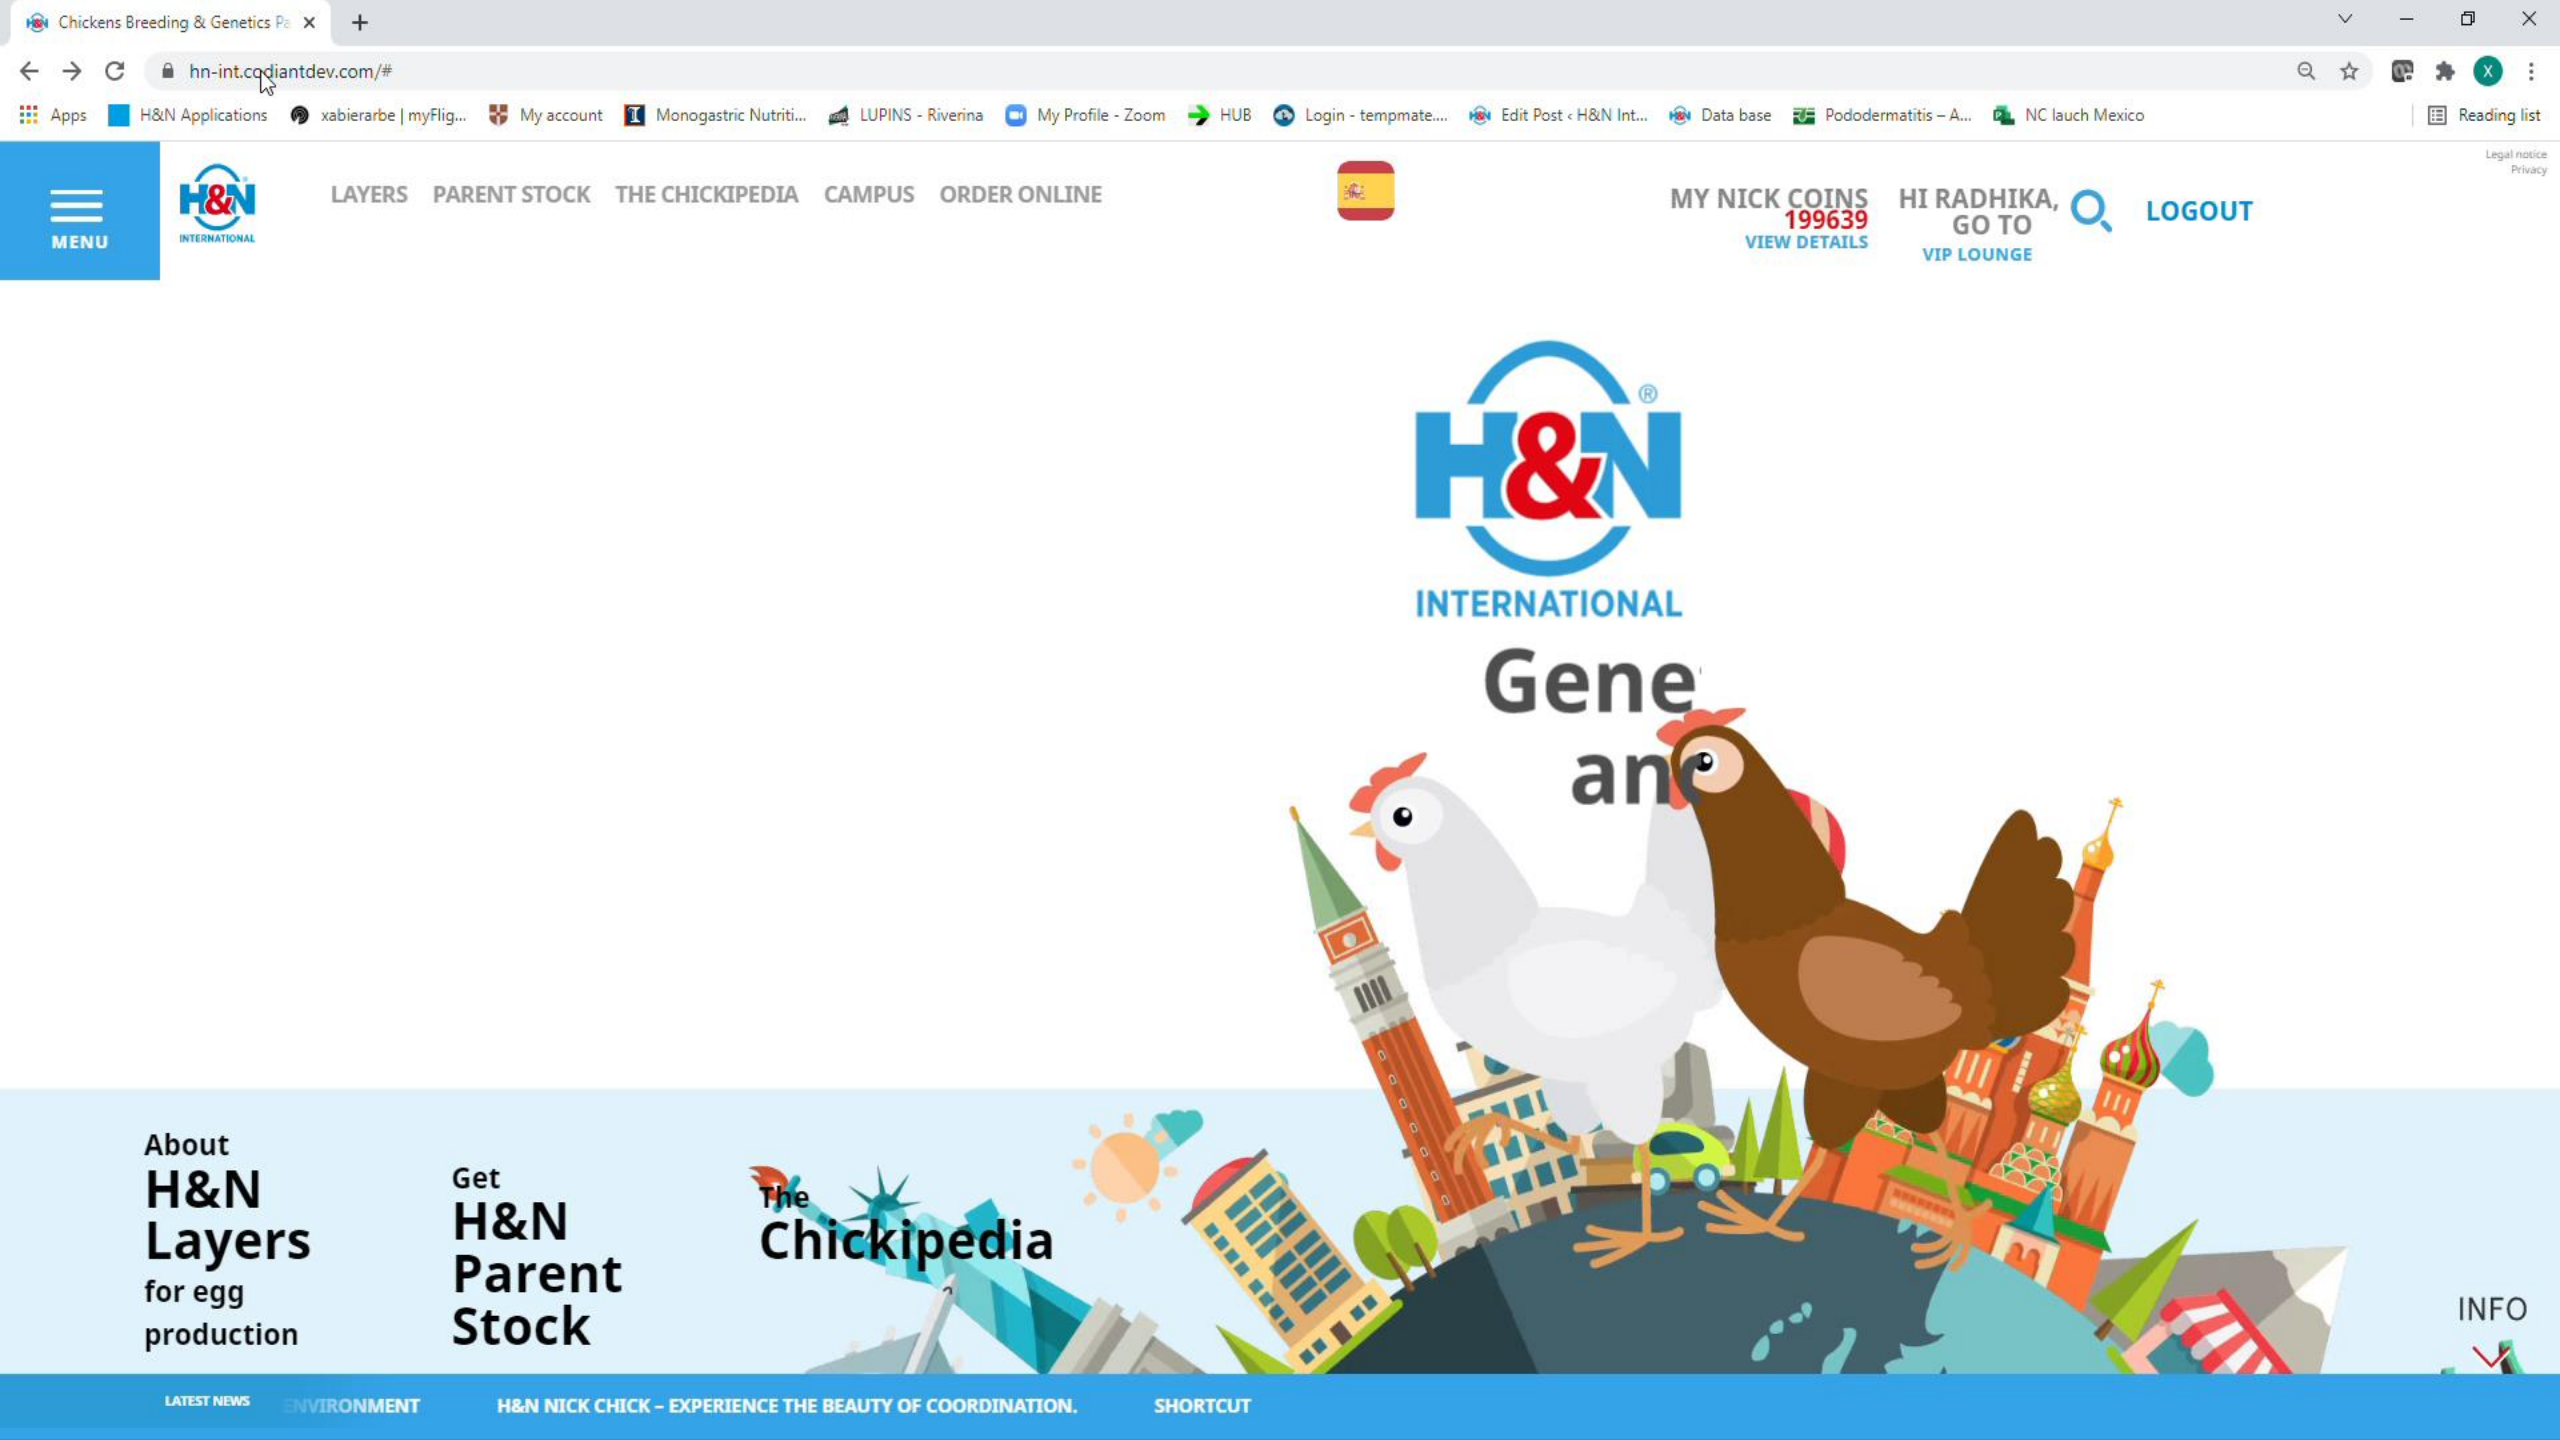 Chickens Breeding & Genetics Pa
hn-int.codiantdev.com/#
X
Apps
H&N Applications
xabierarbe | myFlig...
My account
Monogastric Nutriti...
LUPINS - Riverina
My Profile - Zoom
HUB
Login - tempmate....
Edit Post ‹ H&N Int...
Data base
Pododermatitis – A...
NC lauch Mexico
Reading list
Legal notice
Privacy
MENU
H&N
INTERNATIONAL
LAYERS
PARENT STOCK
THE CHICKIPEDIA
CAMPUS
ORDER ONLINE
MY NICK COINS
199639
VIEW DETAILS
HI RADHIKA,
GO TO
VIP LOUNGE
LOGOUT
H&N
®
INTERNATIONAL
Gene
and
About
H&N
Layers
for egg
production
Get
H&N
Parent
Stock
The
Chickipedia
INFO
LATEST NEWS
ENVIRONMENT
H&N NICK CHICK – EXPERIENCE THE BEAUTY OF COORDINATION.
SHORTCUT